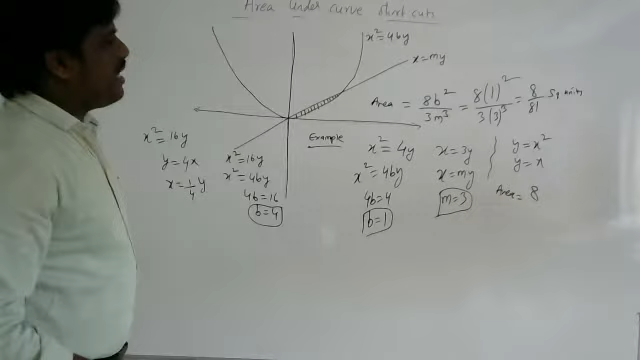 Area Under curve short cuts
x² = 4by
x = my
Area = 8b²/3m³ = 8(1)²/3(3)³ = 8/81 Sq units
Example
x² = 16y
y = 4x
x = 1/4 y
x² = 16y
x² = 4by
4b = 16
b = 4
x² = 4y
x² = 4by
4b = 4
b = 1
x = 3y
x = my
m = 3
y = x²
y = x
Area = 8